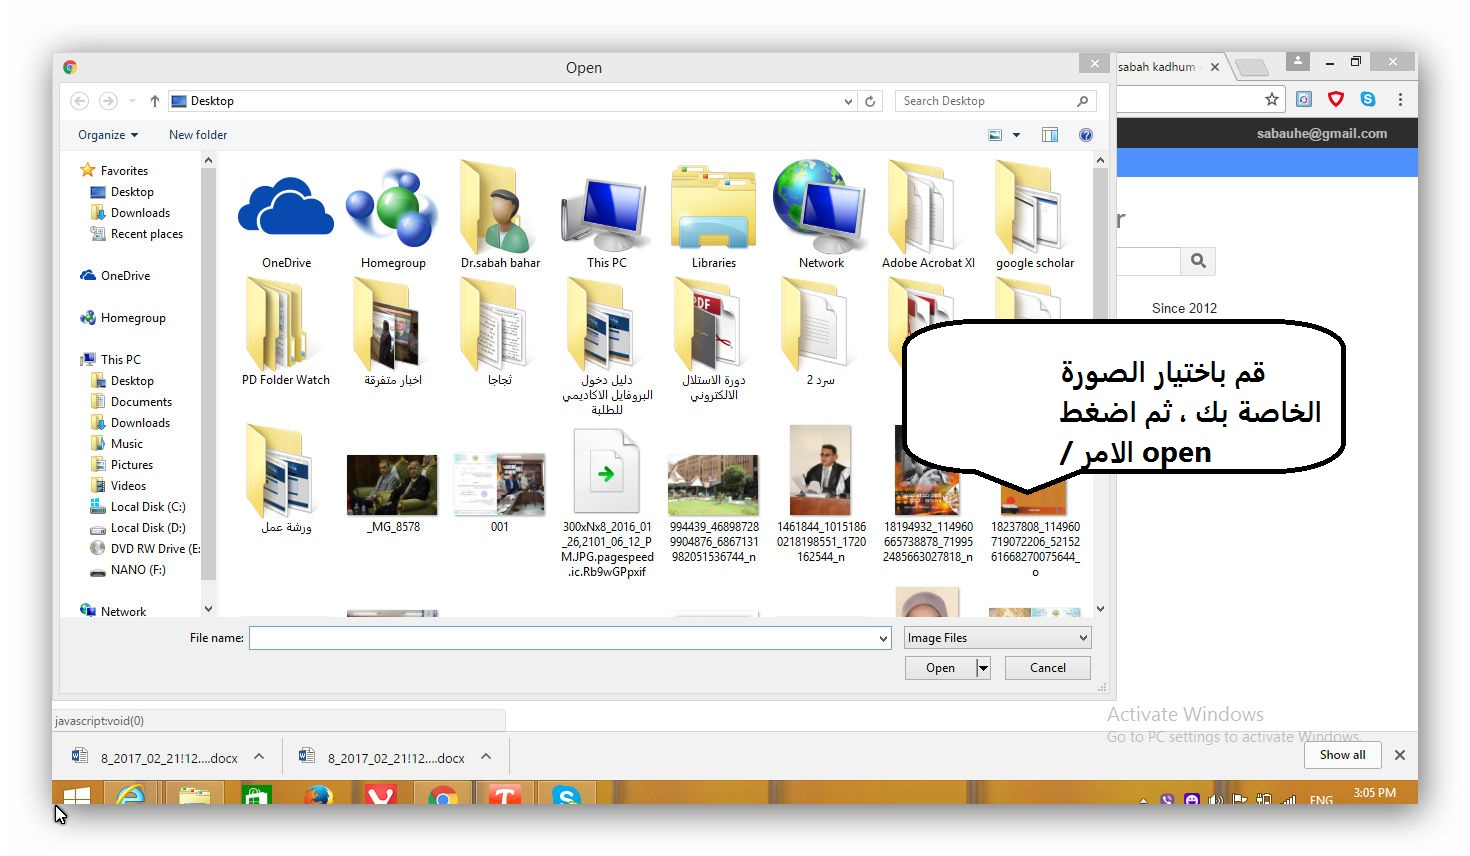 Open
sabah kadhum -
Desktop
Search Desktop
Organize
New folder
sabauhe@gmail.com
Favorites
Desktop
Downloads
Recent places
OneDrive
Homegroup
This PC
Desktop
Documents
Downloads
Music
Pictures
Videos
Local Disk (C:)
Local Disk (D:)
DVD RW Drive (E:
NANO (F:)
Network
OneDrive
Homegroup
Dr.sabah bahar
This PC
Libraries
Network
Adobe Acrobat XI
google scholar
PD Folder Watch
اخبار متفرقة
ثجاجا
دليل دخول
البروفايل الاكاديمي
للطلبة
PDF
دورة الاستلال
الالكتروني
سرد 2
r
Since 2012
قم باختيار الصورة
الخاصة بك ، ثم اضغط
الامر / open
ورشة عمل
_MG_8578
001
300xNx8_2016_01
_26,2101_06_12_P
M.JPG.pagespeed
.ic.Rb9wGPpxif
994439_46898728
9904876_6867131
982051536744_n
1461844_1015186
0218198551_1720
162544_n
18194932_114960
665738878_71995
2485663027818_n
18237808_114960
719072206_52152
61668270075644_
o
File name:
Image Files
Open
Cancel
javascript:void(0)
Activate Windows
Go to PC settings to activate Windows.
8_2017_02_21!12....docx
8_2017_02_21!12....docx
Show all
ENG
3:05 PM